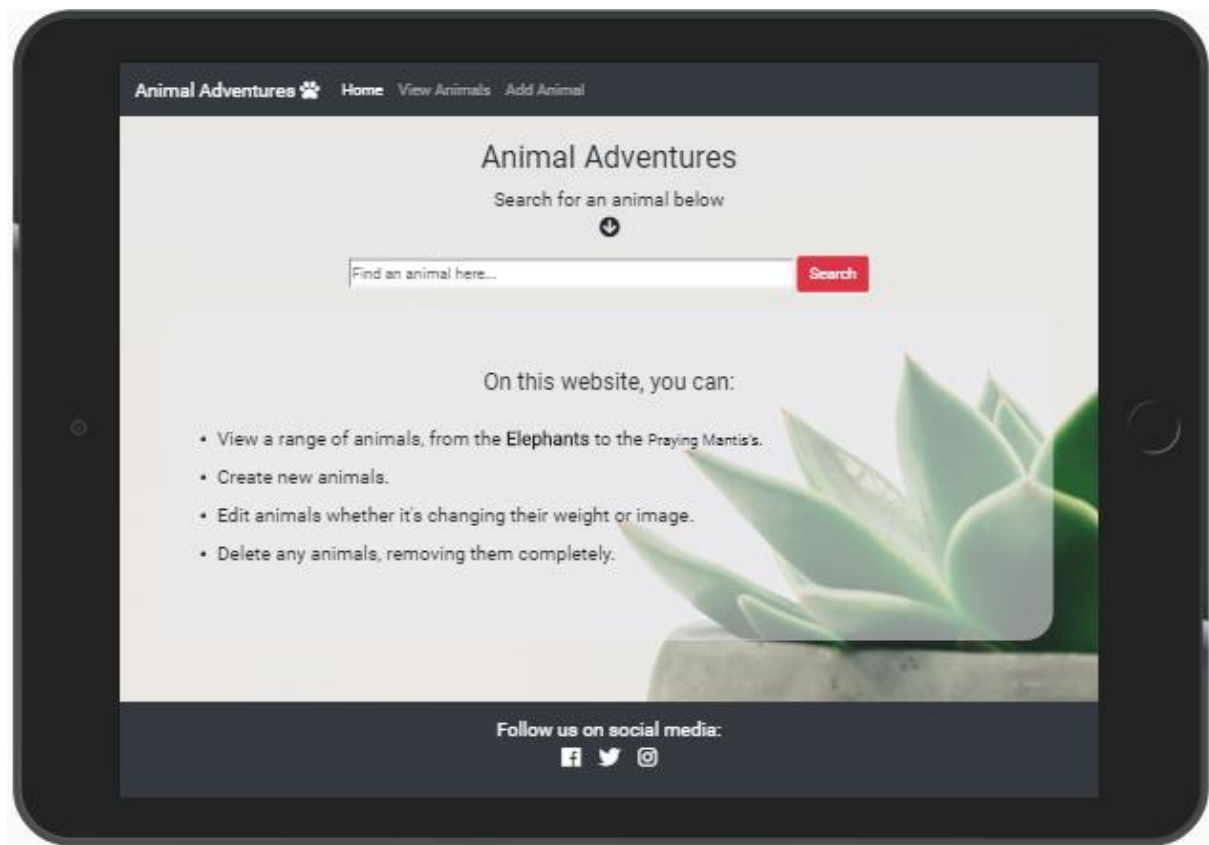 Animal Adventures Home View Animals Add Animal
Animal Adventures
Search for an animal below
Find an animal here... Search
On this website, you can:
• View a range of animals, from the Elephants to the Praying Mantis's.
• Create new animals.
• Edit animals whether it's changing their weight or image.
• Delete any animals, removing them completely.
Follow us on social media: